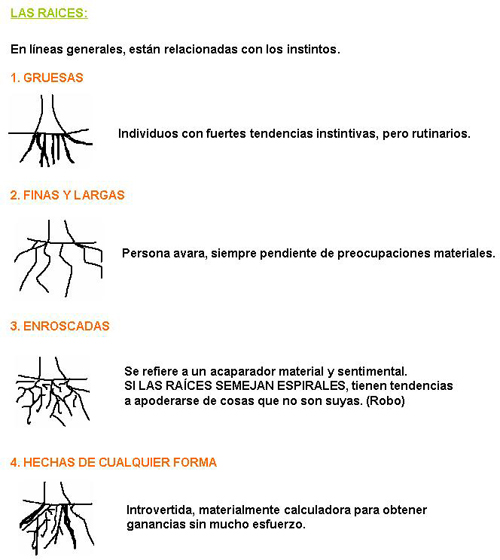 LAS RAICES:
En líneas generales, están relacionadas con los instintos.
1. GRUESAS
Individuos con fuertes tendencias instintivas, pero rutinarios.
2. FINAS Y LARGAS
Persona avara, siempre pendiente de preocupaciones materiales.
3. ENROSCADAS
Se refiere a un acaparador material y sentimental.
SI LAS RAÍCES SEMEJAN ESPIRALES, tienen tendencias
a apoderarse de cosas que no son suyas. (Robo)
4. HECHAS DE CUALQUIER FORMA
Introvertida, materialmente calculadora para obtener
ganancias sin mucho esfuerzo.